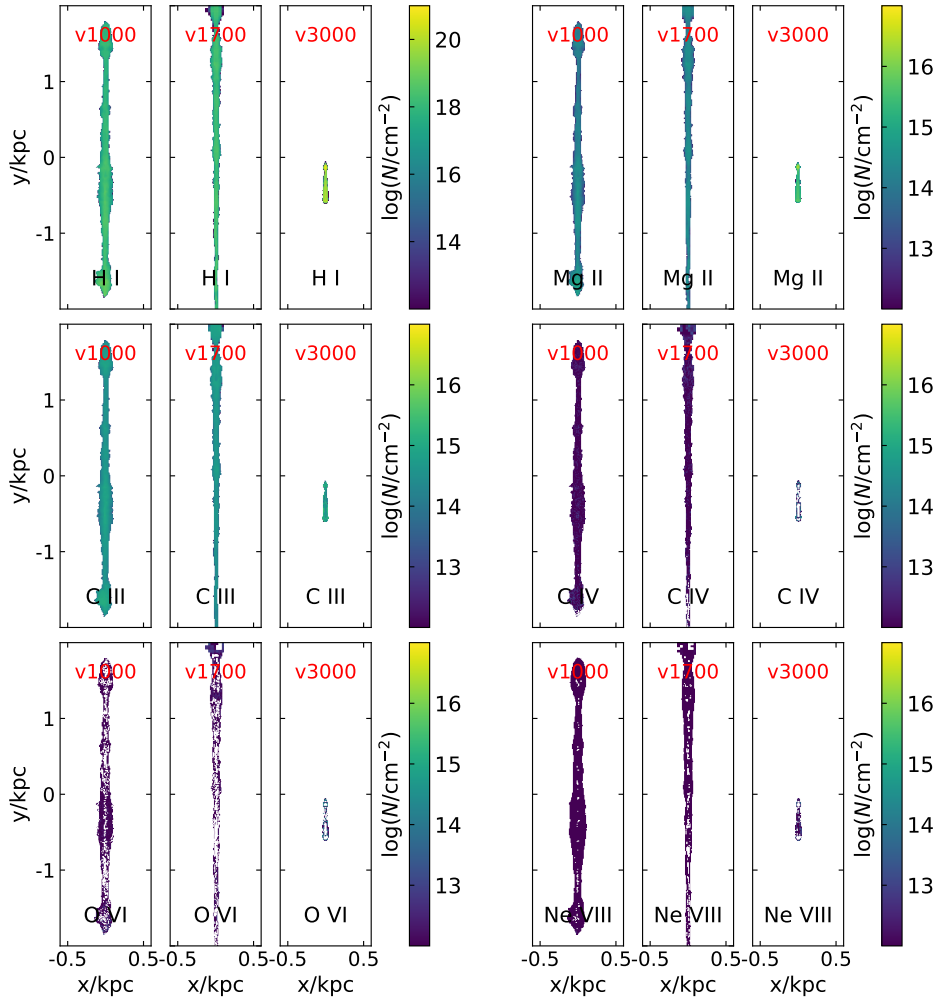 v1000 v1700 v3000 v1000 v1700 v3000
y/kpc 1 0 -1
H I H I H I
20 18 16 14 log(N/cm⁻²)
Mg II Mg II Mg II
16 15 14 13 log(N/cm⁻²)
v1000 v1700 v3000 v1000 v1700 v3000
y/kpc 1 0 -1
C III C III C III
16 15 14 13 log(N/cm⁻²)
C IV C IV C IV
16 15 14 13 log(N/cm⁻²)
v1000 v1700 v3000 v1000 v1700 v3000
y/kpc 1 0 -1
O VI O VI O VI
16 15 14 13 log(N/cm⁻²)
Ne VIII Ne VIII Ne VIII
16 15 14 13 log(N/cm⁻²)
-0.5 0.5 -0.5 0.5 -0.5 0.5 -0.5 0.5 -0.5 0.5 -0.5 0.5
x/kpc x/kpc x/kpc x/kpc x/kpc x/kpc